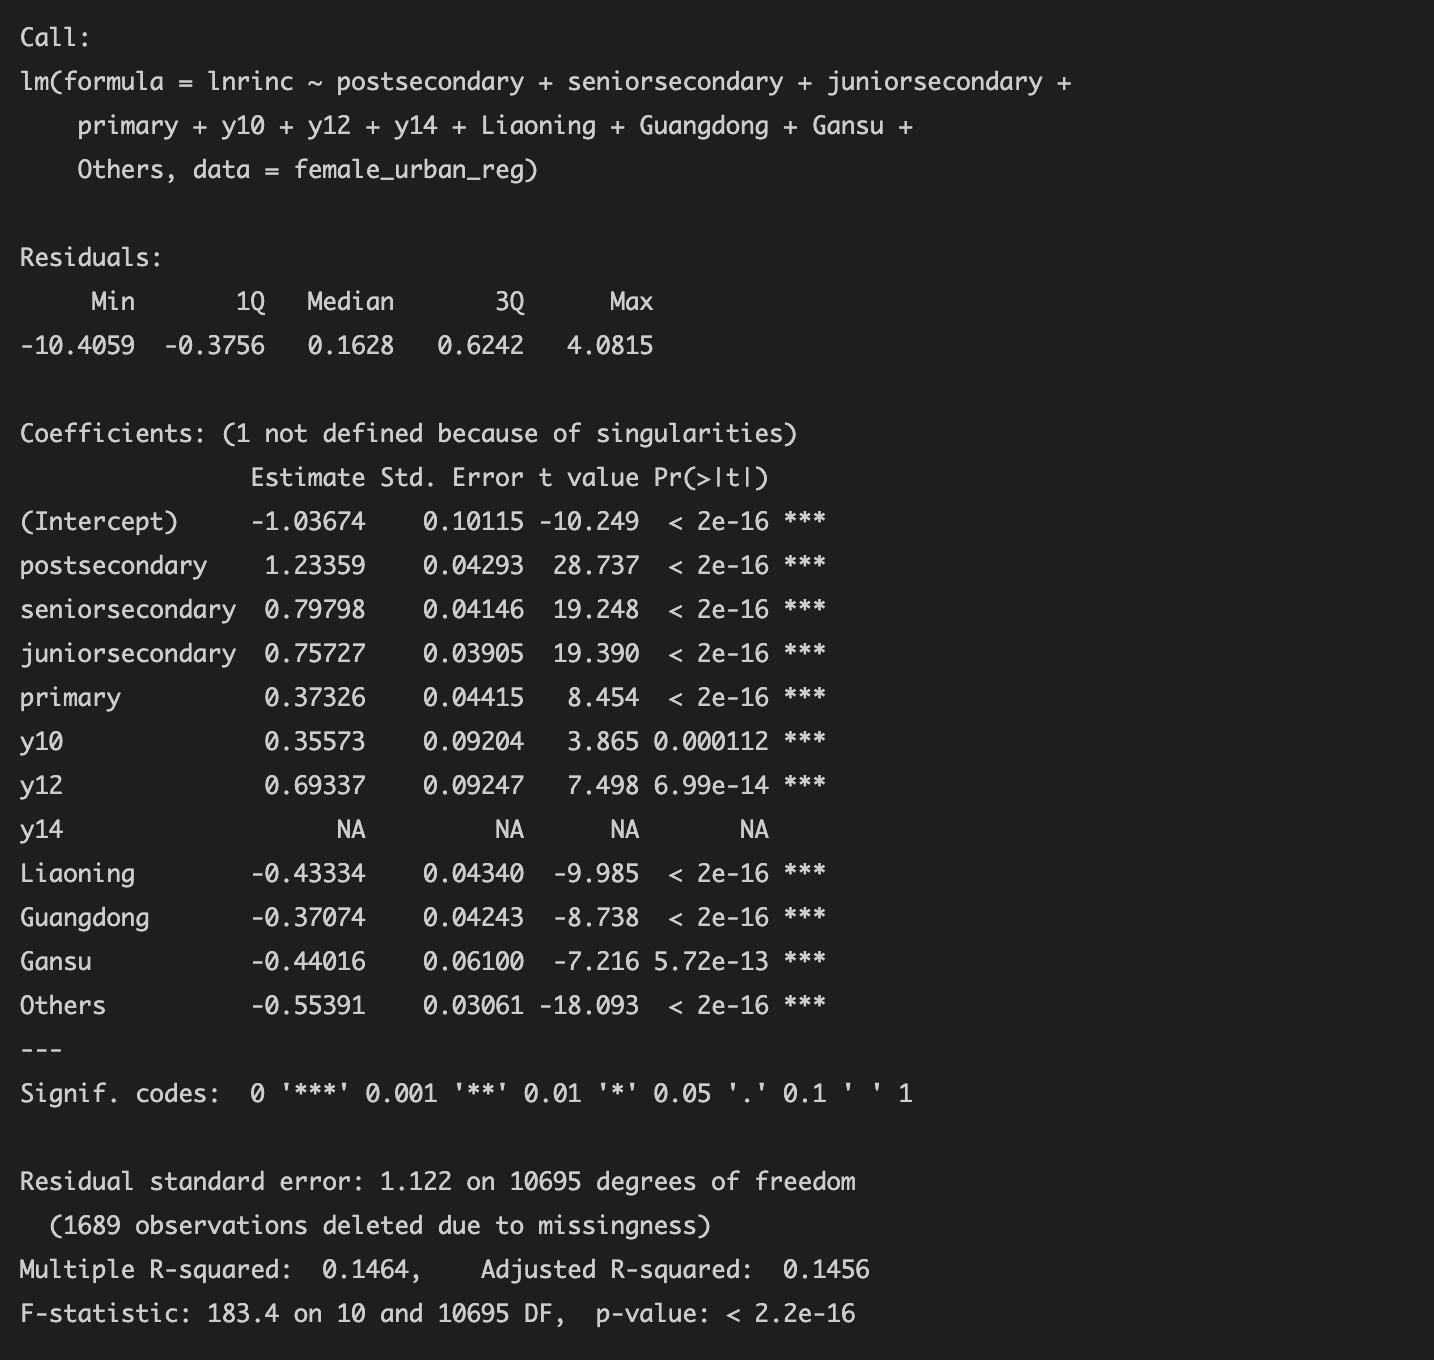 Call:
lm(formula = lnrinc ~ postsecondary + seniorsecondary + juniorsecondary +
    primary + y10 + y12 + y14 + Liaoning + Guangdong + Gansu +
    Others, data = female_urban_reg)

Residuals:
     Min       1Q   Median       3Q      Max
-10.4059  -0.3756   0.1628   0.6242   4.0815

Coefficients: (1 not defined because of singularities)
                Estimate Std. Error t value Pr(>|t|)
(Intercept)     -1.03674    0.10115 -10.249  < 2e-16 ***
postsecondary    1.23359    0.04293  28.737  < 2e-16 ***
seniorsecondary  0.79798    0.04146  19.248  < 2e-16 ***
juniorsecondary  0.75727    0.03905  19.390  < 2e-16 ***
primary          0.37326    0.04415   8.454  < 2e-16 ***
y10              0.35573    0.09204   3.865 0.000112 ***
y12              0.69337    0.09247   7.498 6.99e-14 ***
y14                   NA         NA      NA       NA
Liaoning        -0.43334    0.04340  -9.985  < 2e-16 ***
Guangdong       -0.37074    0.04243  -8.738  < 2e-16 ***
Gansu           -0.44016    0.06100  -7.216 5.72e-13 ***
Others          -0.55391    0.03061 -18.093  < 2e-16 ***
---
Signif. codes:  0 '***' 0.001 '**' 0.01 '*' 0.05 '.' 0.1 ' ' 1

Residual standard error: 1.122 on 10695 degrees of freedom
  (1689 observations deleted due to missingness)
Multiple R-squared:  0.1464,    Adjusted R-squared:  0.1456
F-statistic: 183.4 on 10 and 10695 DF,  p-value: < 2.2e-16